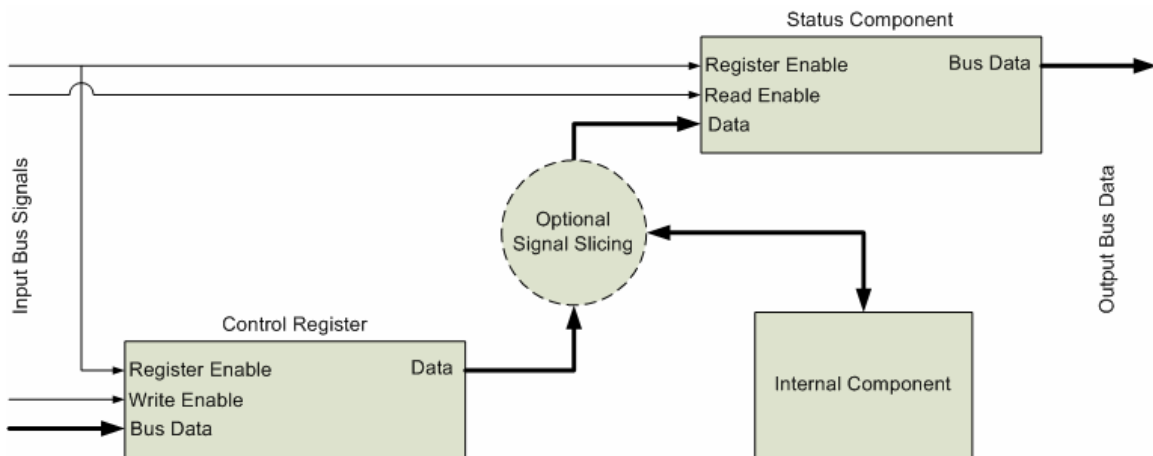 Status Component
Register Enable
Bus Data
Read Enable
Data
Input Bus Signals
Optional
Signal Slicing
Output Bus Data
Control Register
Register Enable
Data
Write Enable
Bus Data
Internal Component